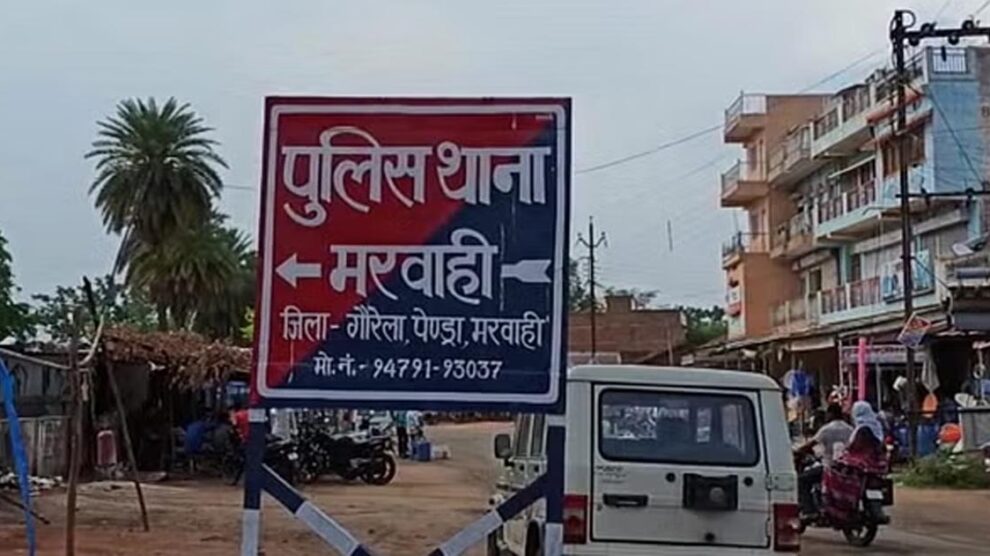 पुलिस थाना
मरवाही
जिला- गौरेला, पेण्ड्रा, मरवाही
मो.नं.-94791-93037